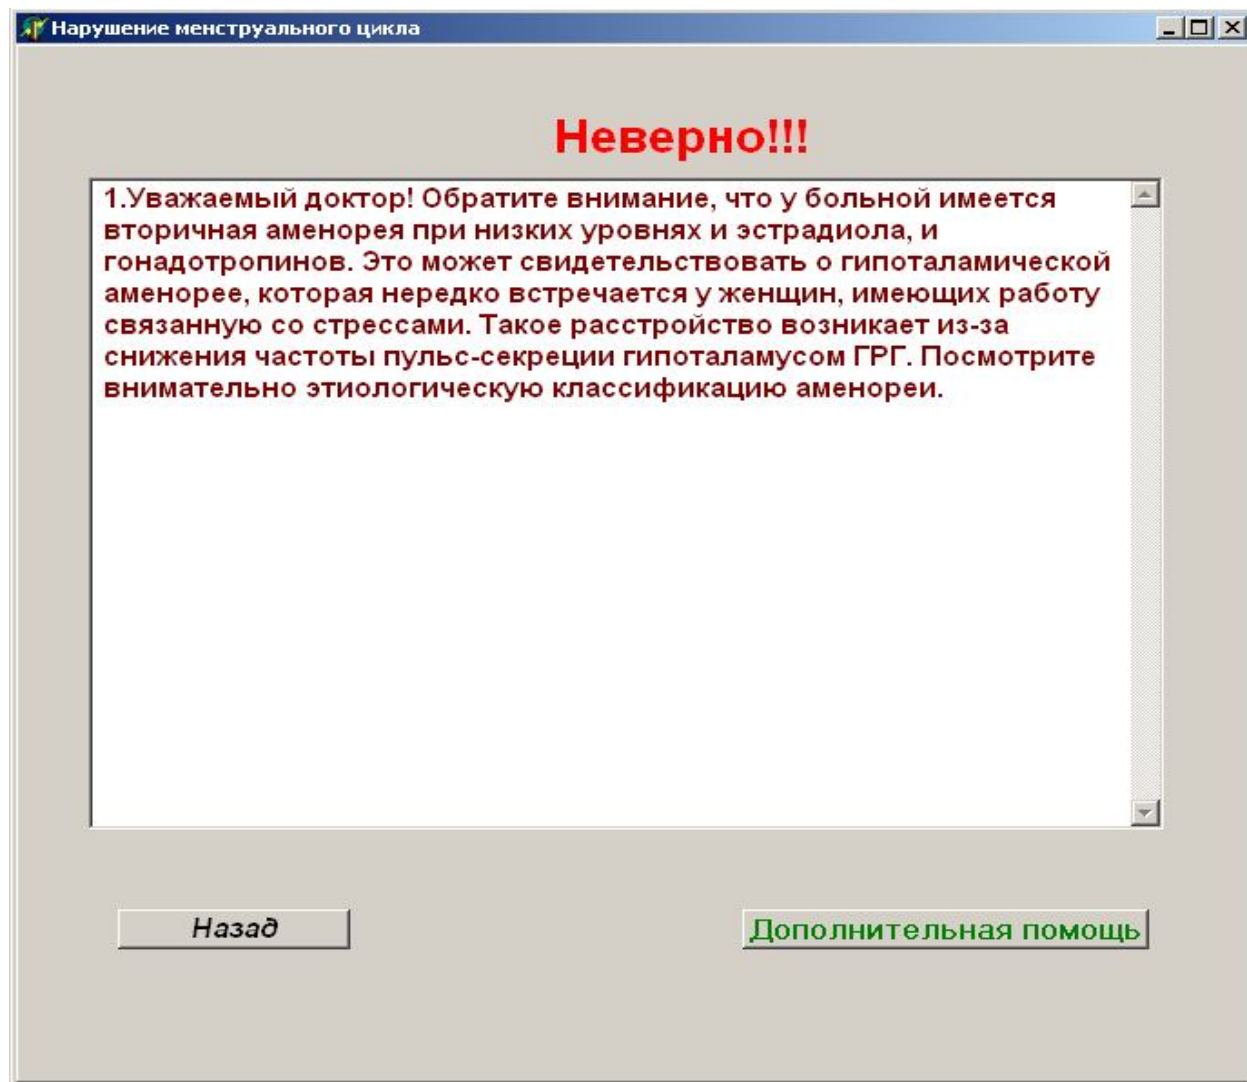 Нарушение менструального цикла
Неверно!!!
1.Уважаемый доктор! Обратите внимание, что у больной имеется
вторичная аменорея при низких уровнях и эстрадиола, и
гонадотропинов. Это может свидетельствовать о гипоталамической
аменорее, которая нередко встречается у женщин, имеющих работу
связанную со стрессами. Такое расстройство возникает из-за
снижения частоты пульс-секреции гипоталамусом ГРГ. Посмотрите
внимательно этиологическую классификацию аменореи.
Назад
Дополнительная помощь